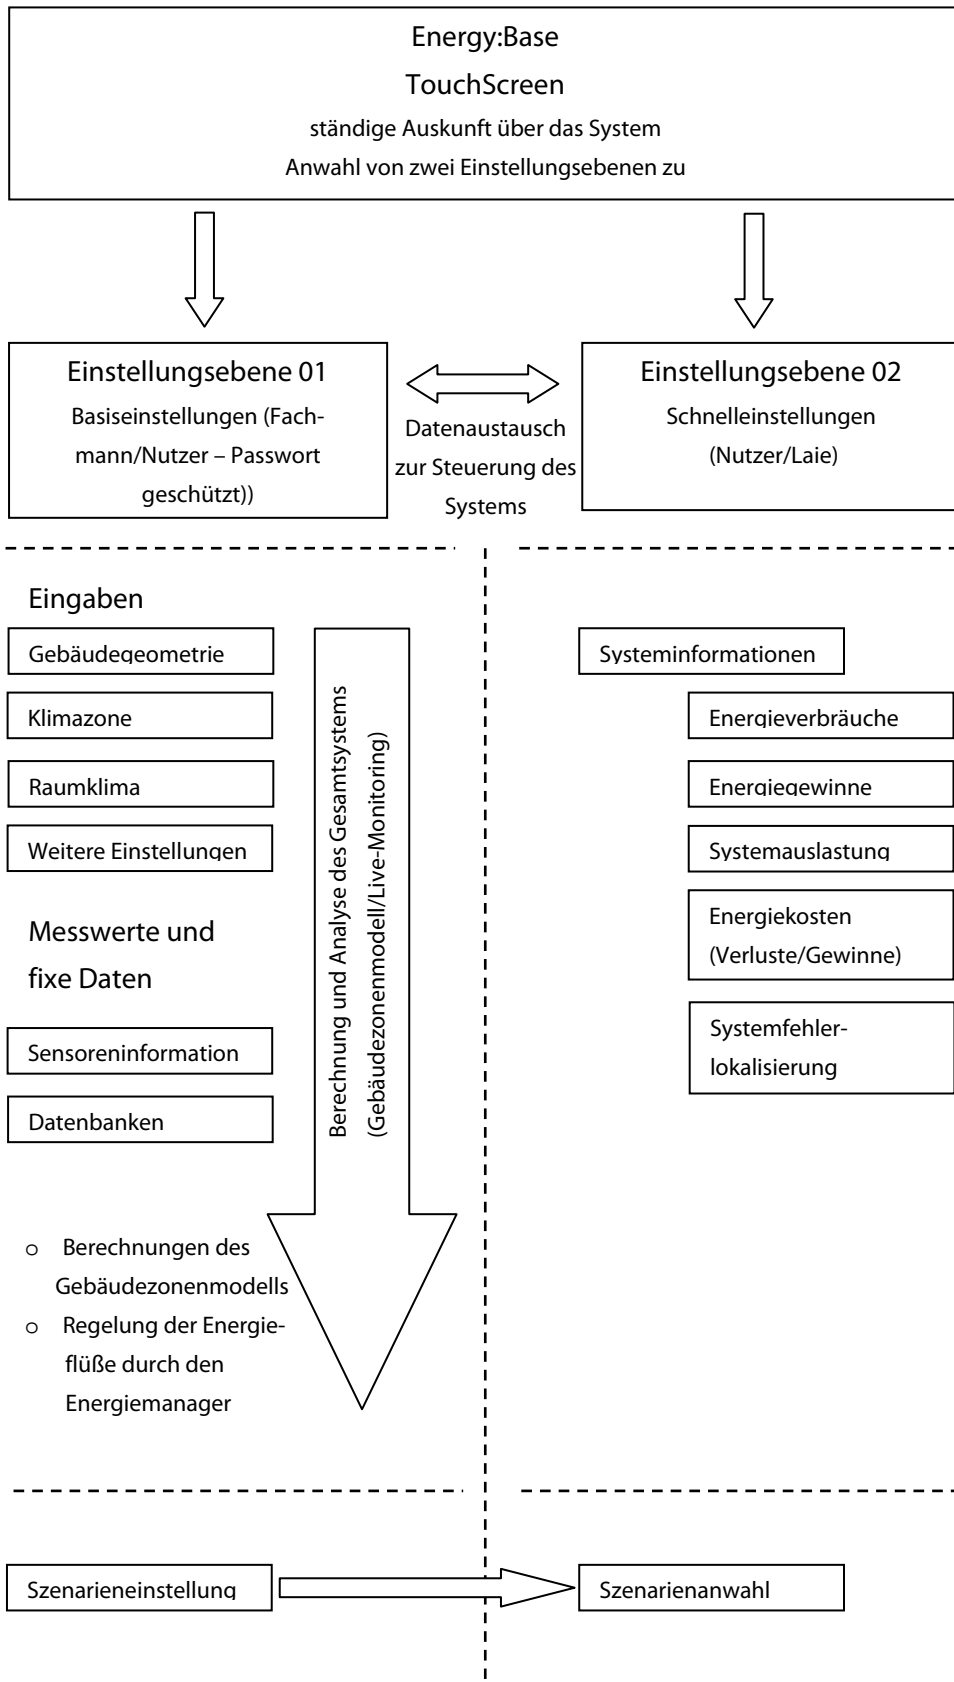 Energy:Base
TouchScreen
ständige Auskunft über das System
Anwahl von zwei Einstellungsebenen zu
Einstellungsebene 01
Basiseinstellungen (Fach-
mann/Nutzer – Passwort
geschützt))
Datenaustausch
zur Steuerung des
Systems
Einstellungsebene 02
Schnelleinstellungen
(Nutzer/Laie)
Eingaben
Gebäudegeometrie
Klimazone
Raumklima
Weitere Einstellungen
Messwerte und
fixe Daten
Sensoreninformation
Datenbanken
Berechnung und Analyse des Gesamtsystems
(Gebäudezonenmodell/Live-Monitoring)
o Berechnungen des
Gebäudezonenmodells
o Regelung der Energie-
flüße durch den
Energiemanager
Systeminformationen
Energieverbräuche
Energiegewinne
Systemauslastung
Energiekosten
(Verluste/Gewinne)
Systemfehler-
lokalisierung
Szenarieneinstellung
Szenarienanwahl